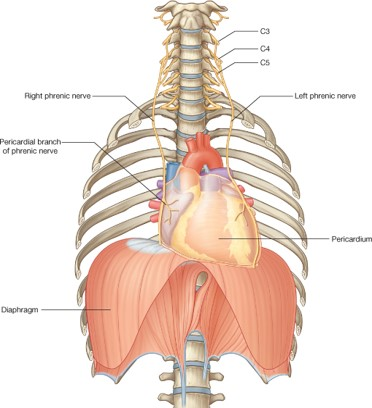 C3
C4
C5
Right phrenic nerve
Left phrenic nerve
Pericardial branch
of phrenic nerve
Pericardium
Diaphragm